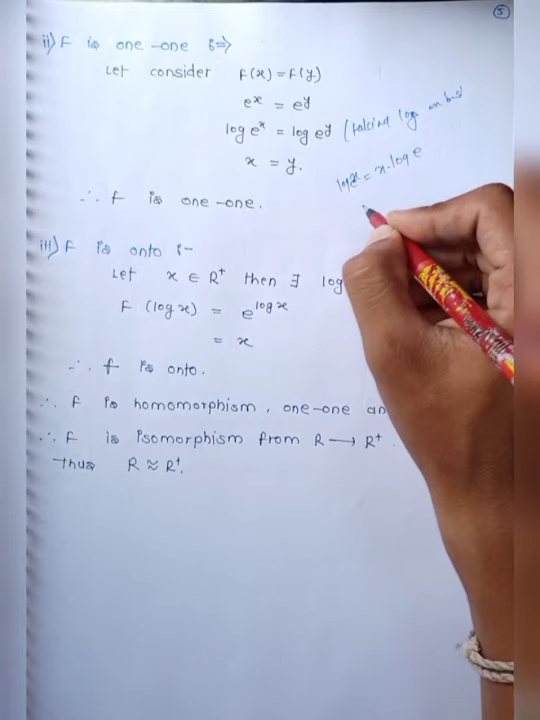 5
ii) F is one-one :⇒
Let consider F(x) = F(y)
e^x = e^y
log e^x = log e^y (taking log on
x = y.
log e^x = x·log e
∴ f is one-one.
iii) F is onto :-
Let x ∈ R⁺ then ∃ log
F (log x) = e^log x
= x
∴ f is onto.
∴ F is homomorphism, one-one an
∴ F is isomorphism from R → R⁺.
thus R ≈ R⁺.